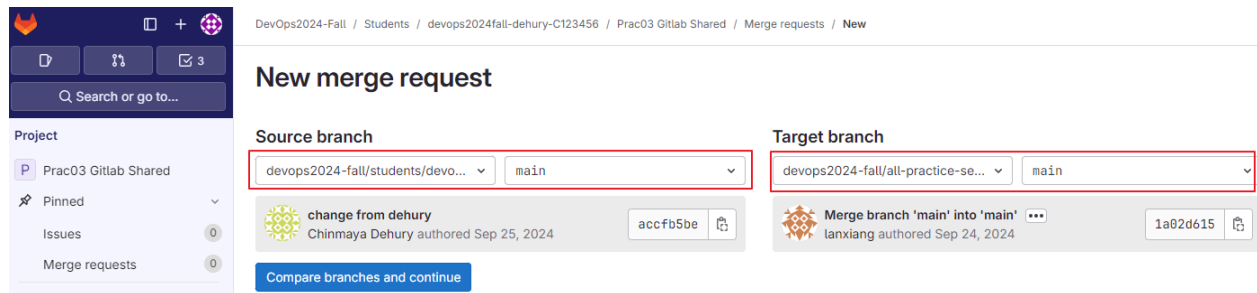 DevOps2024-Fall / Students / devops2024fall-dehury-C123456 / Prac03 Gitlab Shared / Merge requests / New
3
Search or go to...
Project
P Prac03 Gitlab Shared
Pinned
Issues 0
Merge requests 0
New merge request
Source branch
devops2024-fall/students/devo... main
change from dehury
Chinmaya Dehury authored Sep 25, 2024
accfb5be
Target branch
devops2024-fall/all-practice-se... main
Merge branch 'main' into 'main'
lanxiang authored Sep 24, 2024
1a02d615
Compare branches and continue